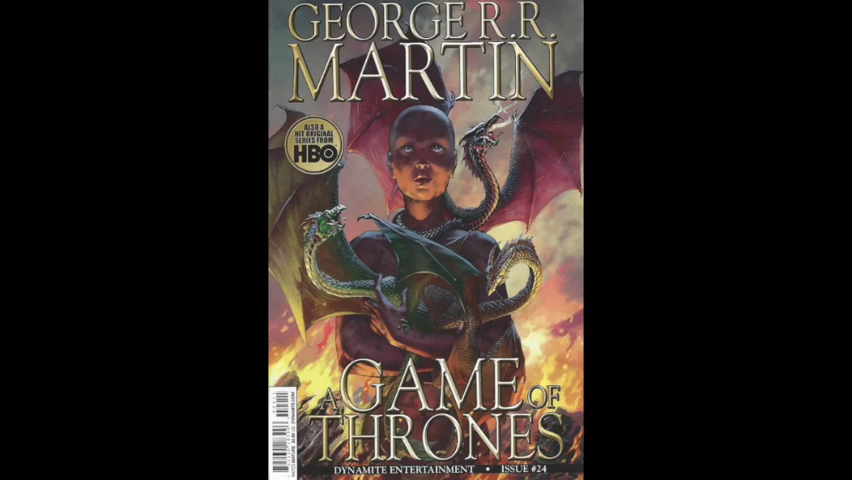 GEORGE R.R.
MARTIN
ALSO A
HIT ORIGINAL
SERIES FROM
HBO
A GAME OF
THRONES
DYNAMITE ENTERTAINMENT • ISSUE #24